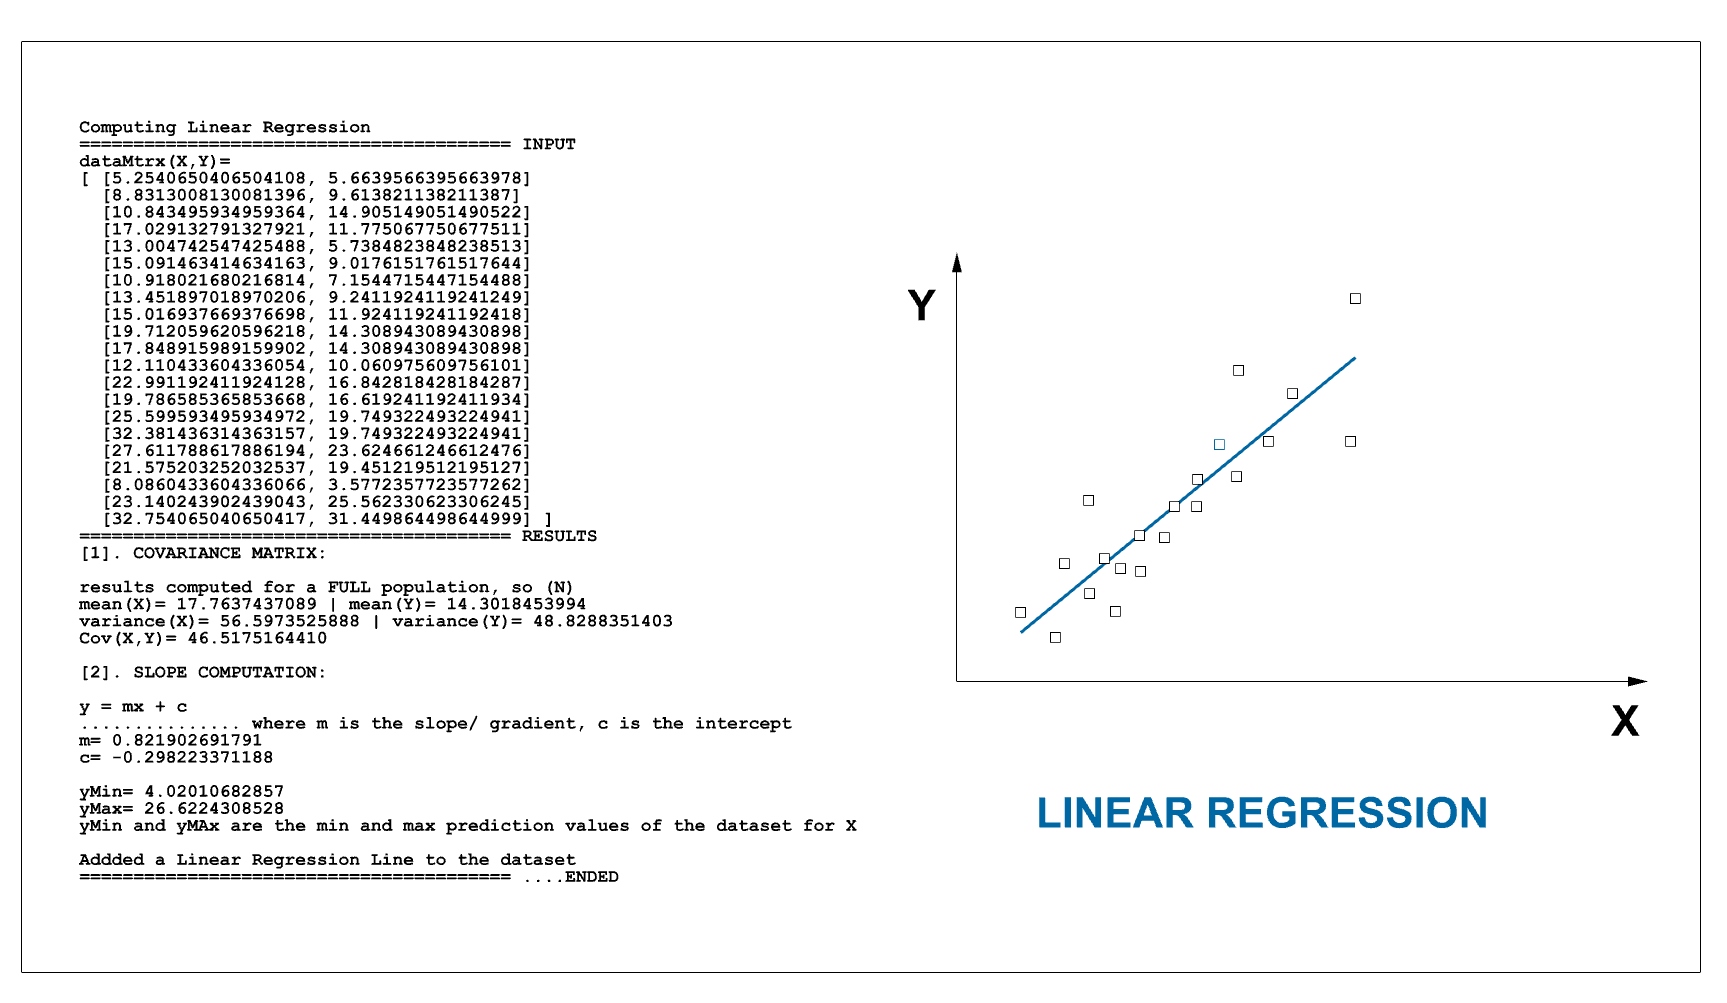 Computing Linear Regression
======================================== INPUT
dataMtrx(X,Y)=
[ [5.2540650406504108, 5.6639566395663978]
[8.8313008130081396, 9.613821138211387]
[10.843495934959364, 14.905149051490522]
[17.029132791327921, 11.775067750677511]
[13.004742547425488, 5.7384823848238513]
[15.091463414634163, 9.0176151761517644]
[10.918021680216814, 7.1544715447154488]
[13.451897018970206, 9.2411924119241249]
[15.016937669376698, 11.924119241192418]
[19.712059620596218, 14.308943089430898]
[17.848915989159902, 14.308943089430898]
[12.110433604336054, 10.060975609756101]
[22.991192411924128, 16.842818428184287]
[19.786585365853668, 16.619241192411934]
[25.599593495934972, 19.749322493224941]
[32.381436314363157, 19.749322493224941]
[27.611788617886194, 23.624661246612476]
[21.575203252032537, 19.451219512195127]
[8.0860433604336066, 3.5772357723577262]
[23.140243902439043, 25.562330623306245]
[32.754065040650417, 31.449864498644999] ]
======================================== RESULTS
[1]. COVARIANCE MATRIX:
results computed for a FULL population, so (N)
mean(X)= 17.7637437089 | mean(Y)= 14.3018453994
variance(X)= 56.5973525888 | variance(Y)= 48.8288351403
Cov(X,Y)= 46.5175164410
[2]. SLOPE COMPUTATION:
y = mx + c
............... where m is the slope/ gradient, c is the intercept
m= 0.821902691791
c= -0.298223371188
yMin= 4.02010682857
yMax= 26.6224308528
yMin and yMAx are the min and max prediction values of the dataset for X
Addded a Linear Regression Line to the dataset
======================================== ....ENDED
Y
X
LINEAR REGRESSION